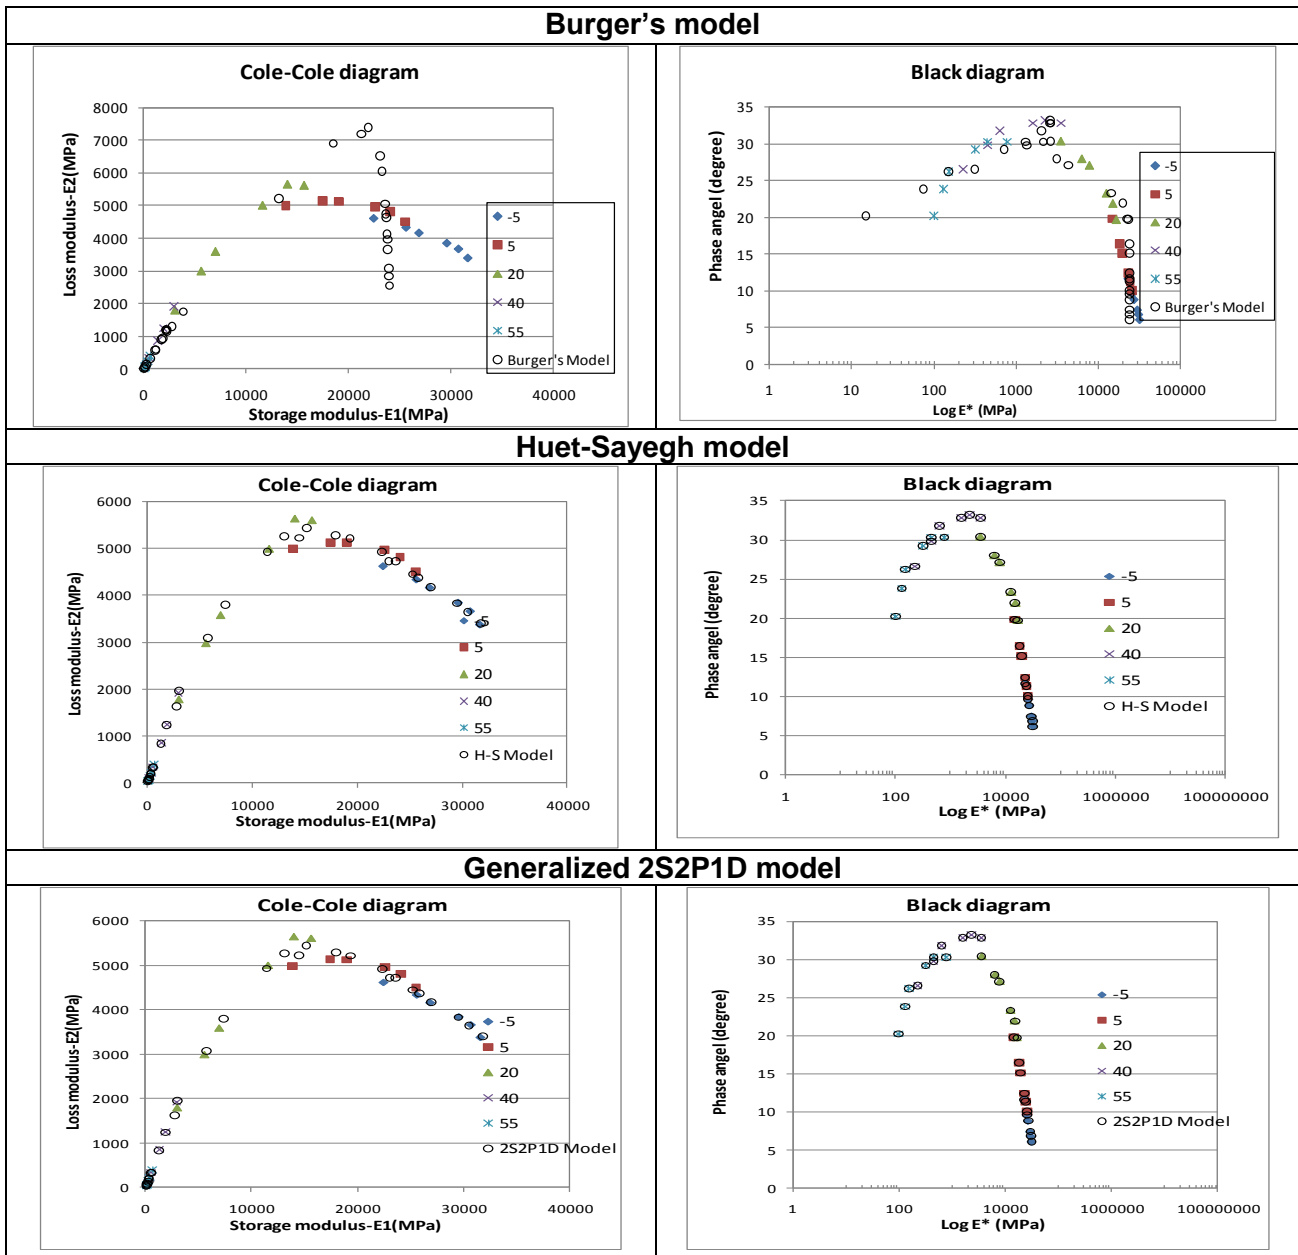 Burger's model
Cole-Cole diagram
8000
7000
6000
5000
4000
3000
2000
1000
0
Loss modulus-E2(MPa)
0 10000 20000 30000 40000
Storage modulus-E1(MPa)
-5
5
20
40
55
Burger's Model
Black diagram
35
30
25
20
15
10
5
0
Phase angel (degree)
1 10 100 1000 10000 100000
Log E* (MPa)
-5
5
20
40
55
Burger's Model
Huet-Sayegh model
Cole-Cole diagram
6000
5000
4000
3000
2000
1000
0
Loss modulus-E2(MPa)
0 10000 20000 30000 40000
Storage modulus-E1(MPa)
-5
5
20
40
55
H-S Model
Black diagram
35
30
25
20
15
10
5
0
Phase angel (degree)
1 100 10000 1000000 100000000
Log E* (MPa)
-5
5
20
40
55
H-S Model
Generalized 2S2P1D model
Cole-Cole diagram
6000
5000
4000
3000
2000
1000
0
Loss modulus-E2(MPa)
0 10000 20000 30000 40000
Storage modulus-E1(MPa)
-5
5
20
40
55
2S2P1D Model
Black diagram
35
30
25
20
15
10
5
0
Phase angel (degree)
1 100 10000 1000000 100000000
Log E* (MPa)
-5
5
20
40
55
2S2P1D Model